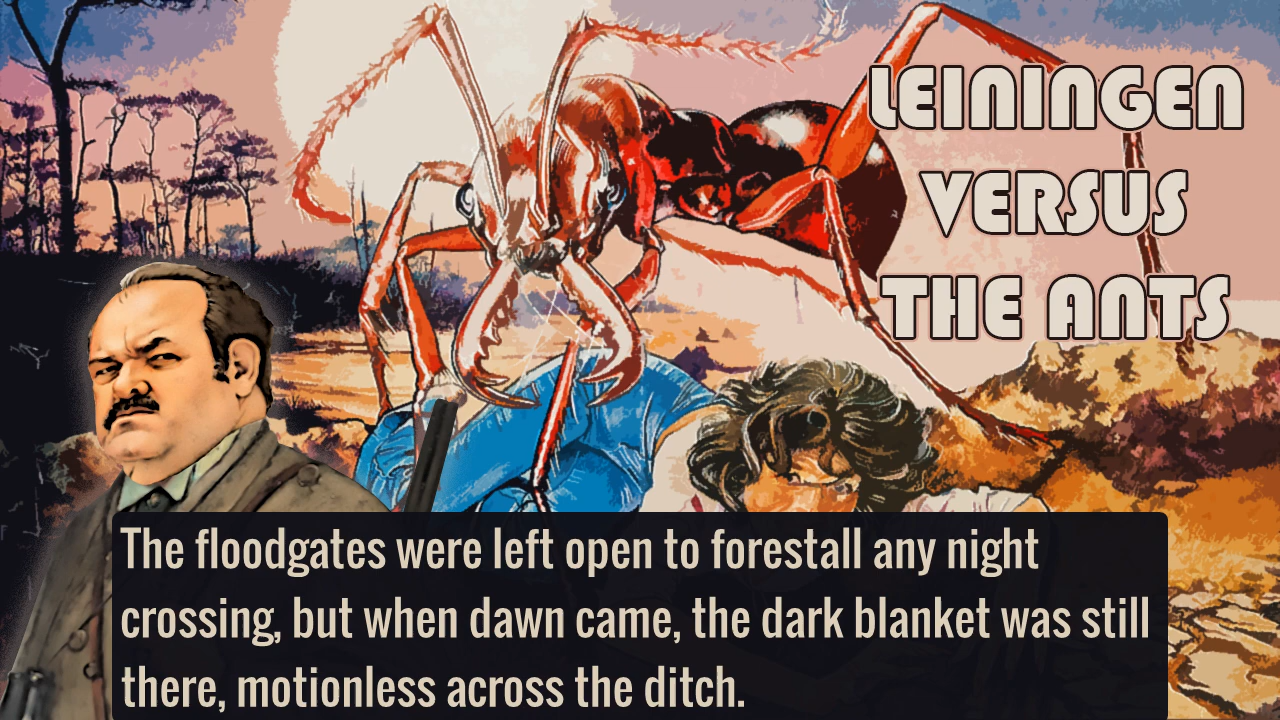 LEININGEN
VERSUS
THE ANTS
The floodgates were left open to forestall any night
crossing, but when dawn came, the dark blanket was still
there, motionless across the ditch.